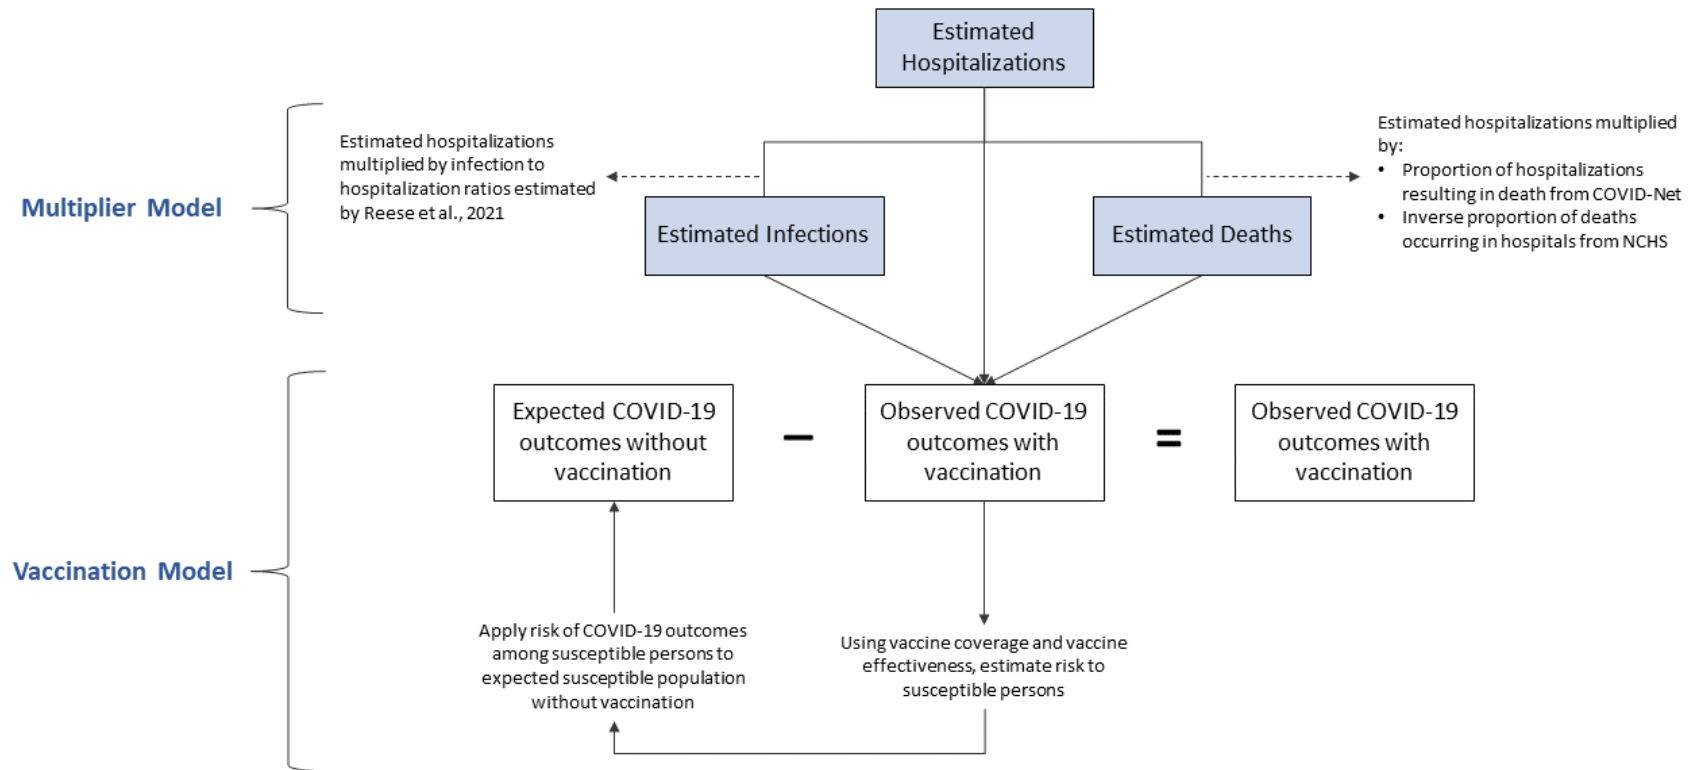 Estimated
Hospitalizations
Multiplier Model
Estimated hospitalizations
multiplied by infection to
hospitalization ratios estimated
by Reese et al., 2021
Estimated hospitalizations multiplied
by:
• Proportion of hospitalizations
resulting in death from COVID-Net
• Inverse proportion of deaths
occurring in hospitals from NCHS
Estimated Infections
Estimated Deaths
Vaccination Model
Expected COVID-19
outcomes without
vaccination
−
Observed COVID-19
outcomes with
vaccination
=
Observed COVID-19
outcomes with
vaccination
Apply risk of COVID-19 outcomes
among susceptible persons to
expected susceptible population
without vaccination
Using vaccine coverage and vaccine
effectiveness, estimate risk to
susceptible persons